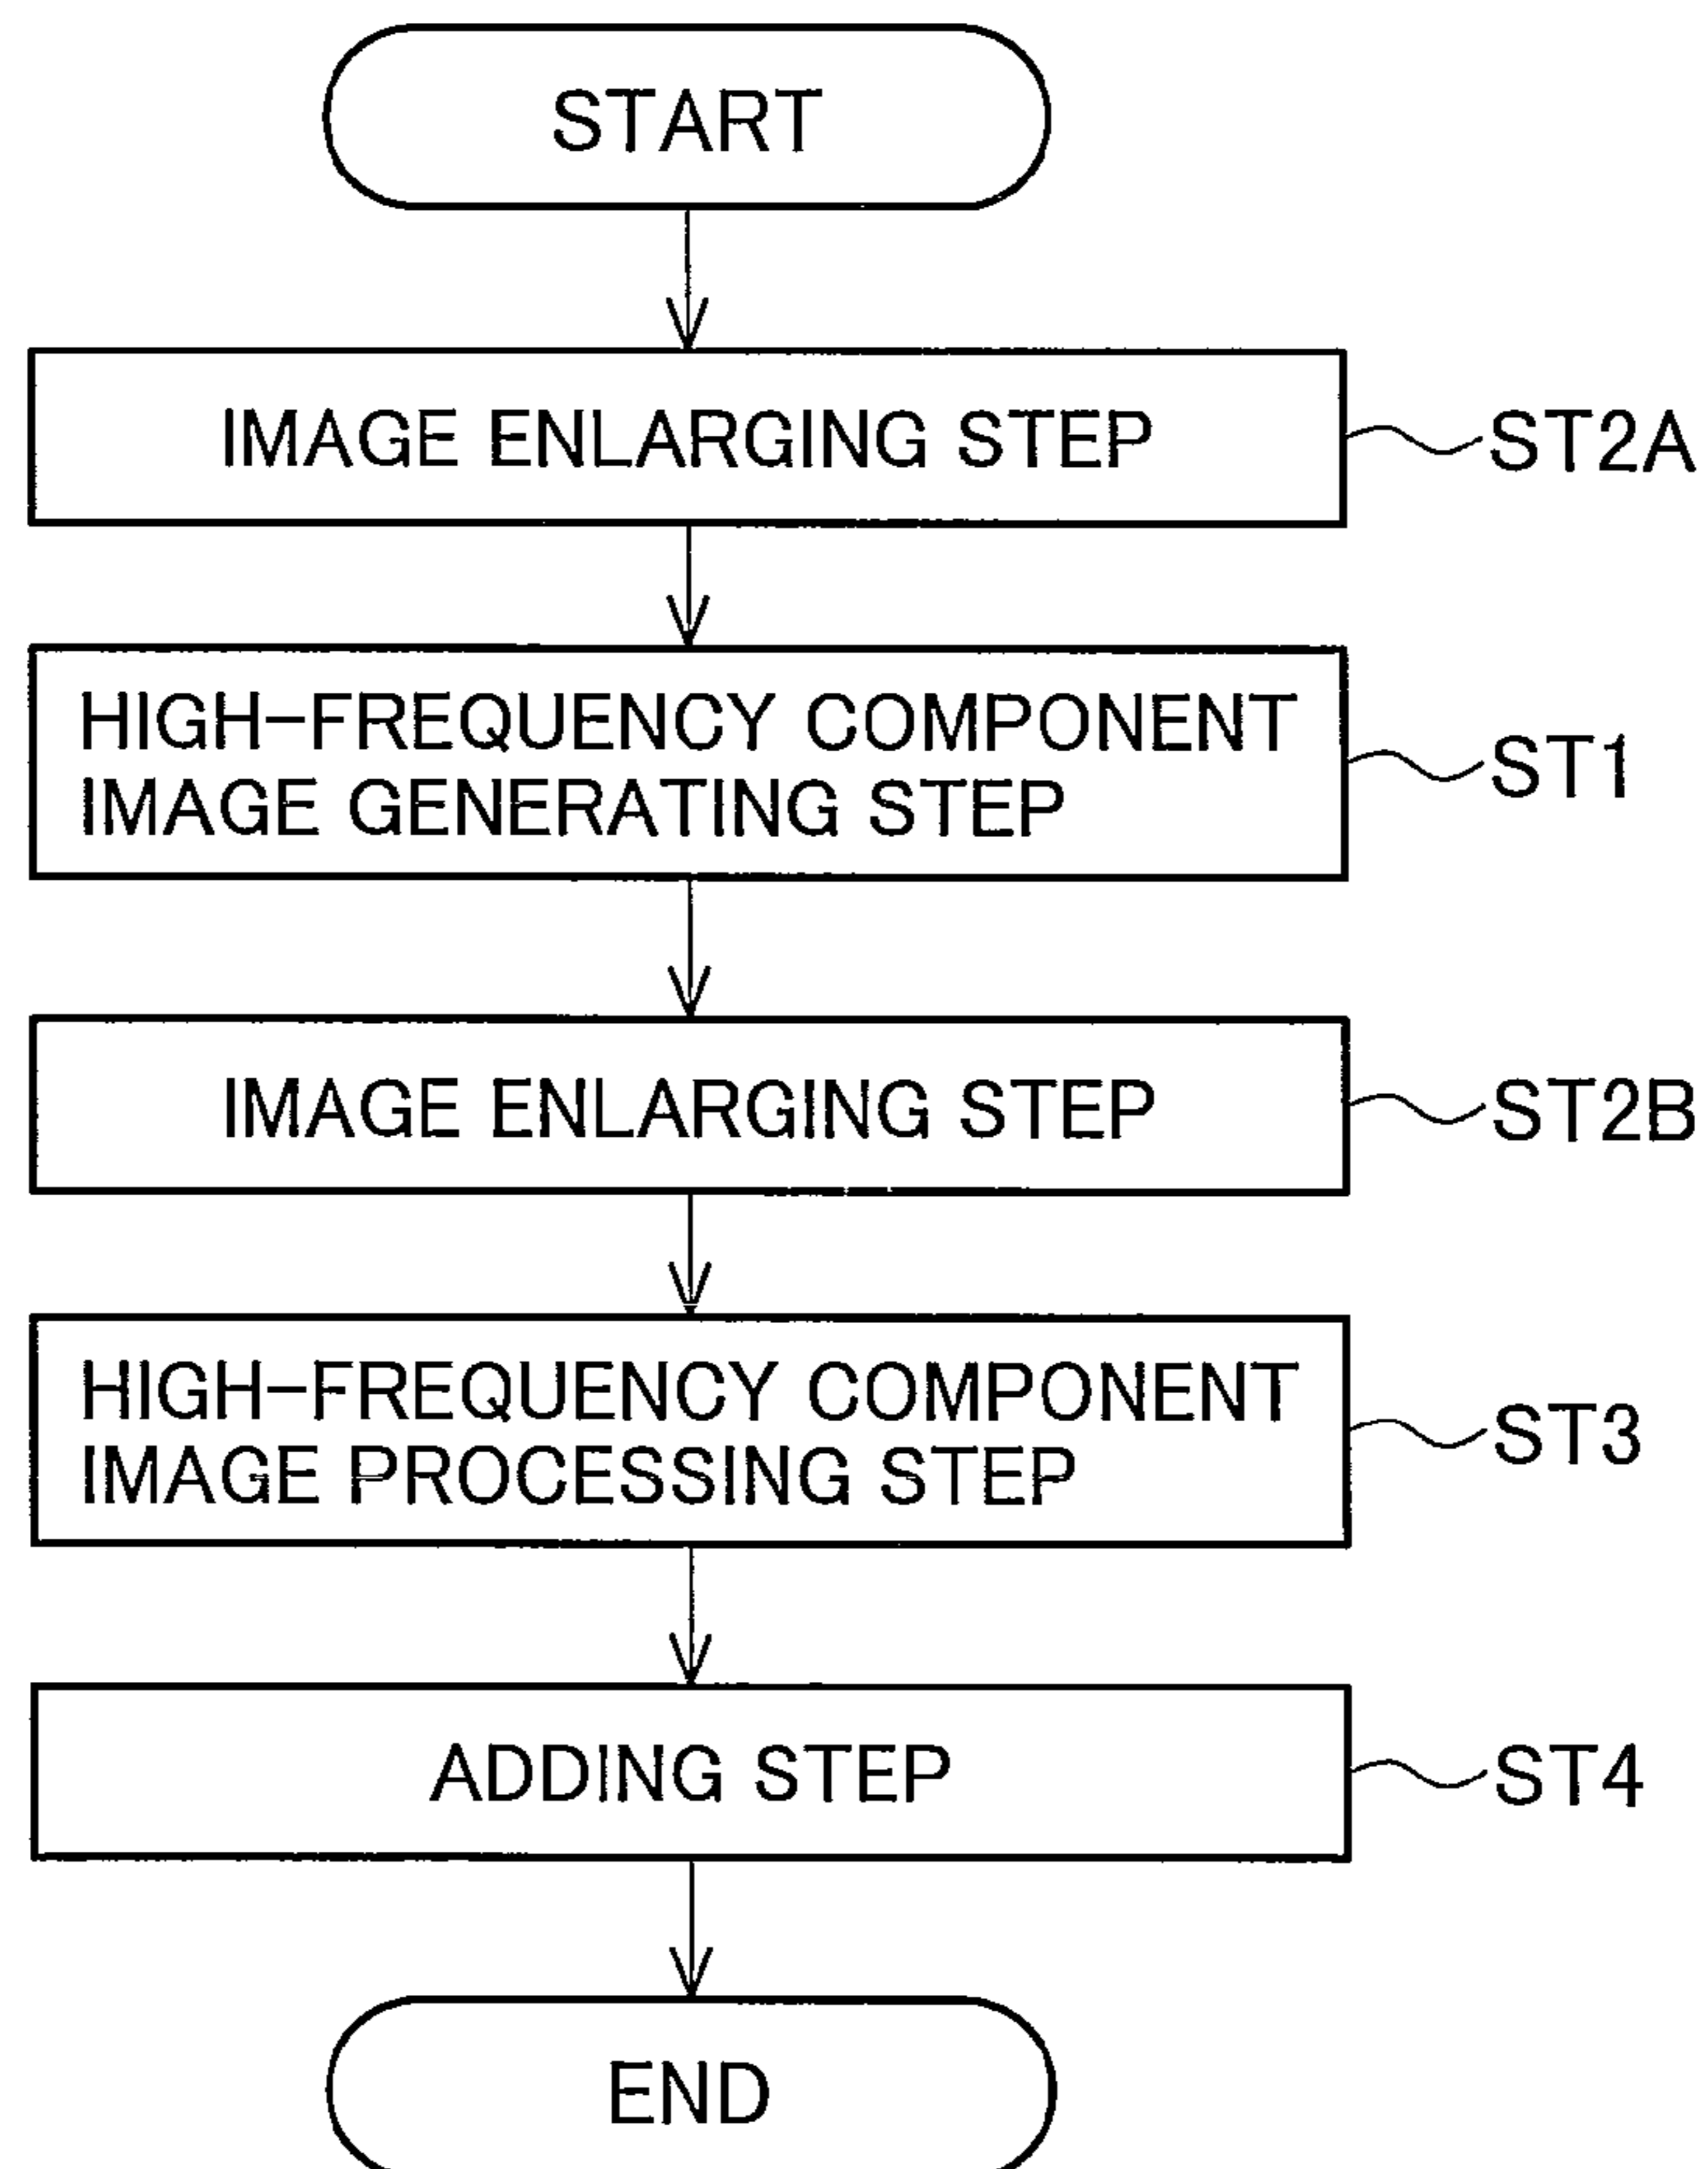 START
IMAGE ENLARGING STEP
ST2A
HIGH-FREQUENCY COMPONENT
IMAGE GENERATING STEP
ST1
IMAGE ENLARGING STEP
ST2B
HIGH-FREQUENCY COMPONENT
IMAGE PROCESSING STEP
ST3
ADDING STEP
ST4
END